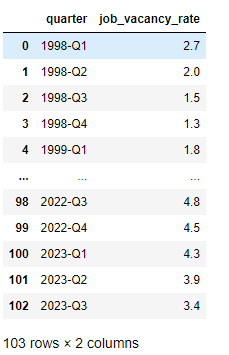 quarter job_vacancy_rate
0 1998-Q1 2.7
1 1998-Q2 2.0
2 1998-Q3 1.5
3 1998-Q4 1.3
4 1999-Q1 1.8
... ... ...
98 2022-Q3 4.8
99 2022-Q4 4.5
100 2023-Q1 4.3
101 2023-Q2 3.9
102 2023-Q3 3.4
103 rows × 2 columns